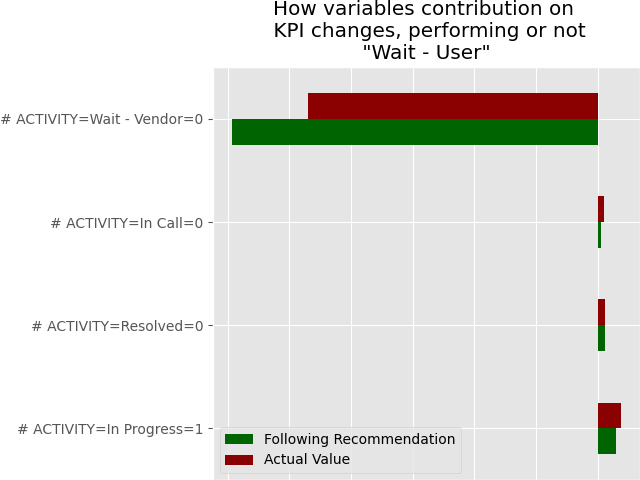 How variables contribution on
KPI changes, performing or not
"Wait - User"
# ACTIVITY=Wait - Vendor=0
# ACTIVITY=In Call=0
# ACTIVITY=Resolved=0
# ACTIVITY=In Progress=1
Following Recommendation
Actual Value